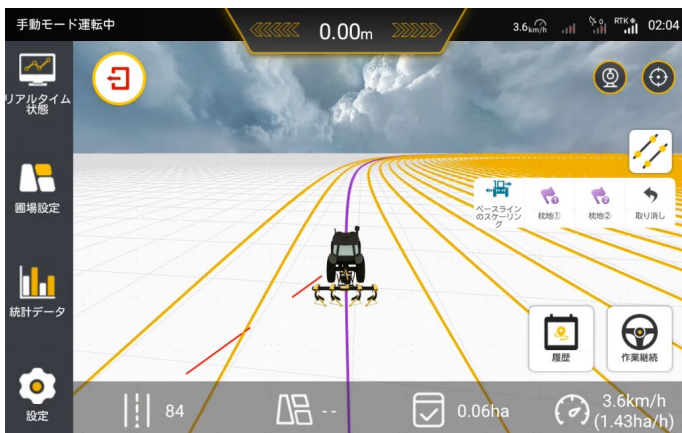 手動モード運転中
0.00m
3.6km/h
0
RTK
02:04
リアルタイム
状態
圃場設定
統計データ
設定
ベースライン
のスケーリン
グ
枕地①
枕地②
取り消し
履歴
作業継続
84
--
0.06ha
3.6km/h
(1.43ha/h)